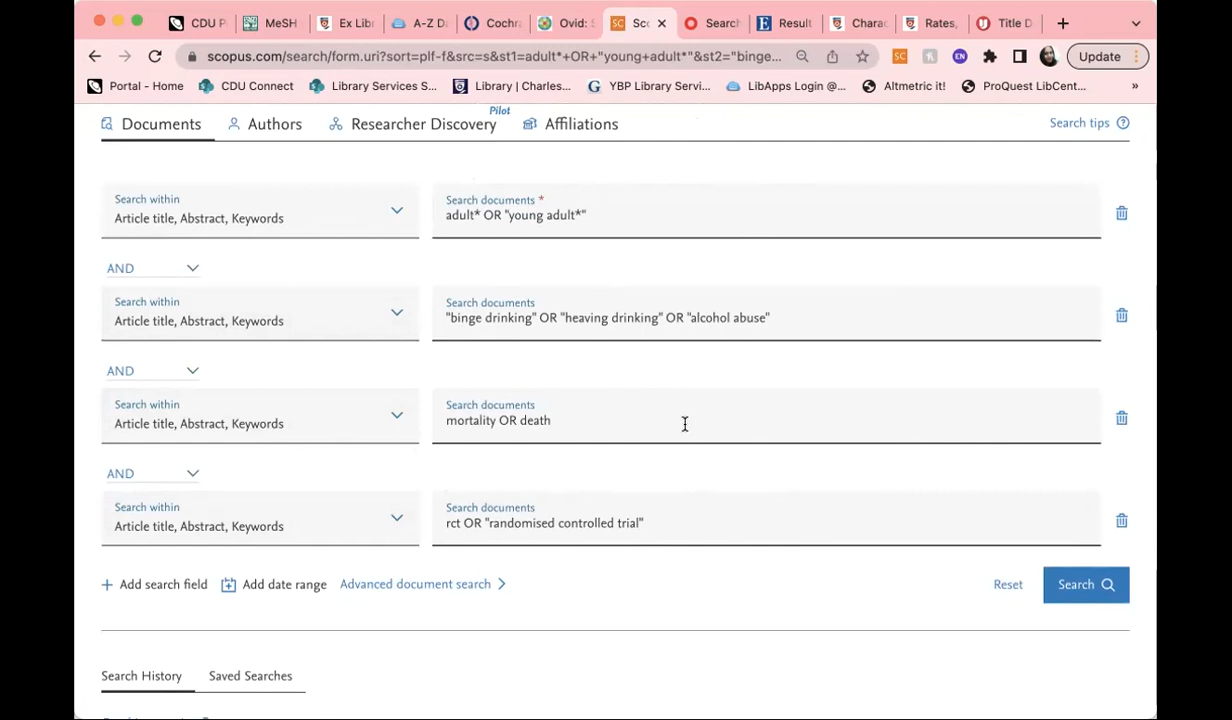 CDU P
MeSH
Ex Libr
A-Z Da
Cochra
Ovid: S
Sco
Search
Result
Charac
Rates,
Title D
scopus.com/search/form.uri?sort=plf-f&src=s&st1=adult*+OR+"young+adult*"&st2="binge...
SC
EN
Update
Portal - Home
CDU Connect
Library Services S...
Library | Charles...
YBP Library Servi...
LibApps Login @...
Altmetric it!
ProQuest LibCent...
»
Documents
Authors
Researcher Discovery
Pilot
Affiliations
Search tips
Search within
Article title, Abstract, Keywords
Search documents *
adult* OR "young adult*"
AND
Search within
Article title, Abstract, Keywords
Search documents
"binge drinking" OR "heaving drinking" OR "alcohol abuse"
AND
Search within
Article title, Abstract, Keywords
Search documents
mortality OR death
AND
Search within
Article title, Abstract, Keywords
Search documents
rct OR "randomised controlled trial"
+ Add search field
Add date range
Advanced document search >
Reset
Search
Search History
Saved Searches